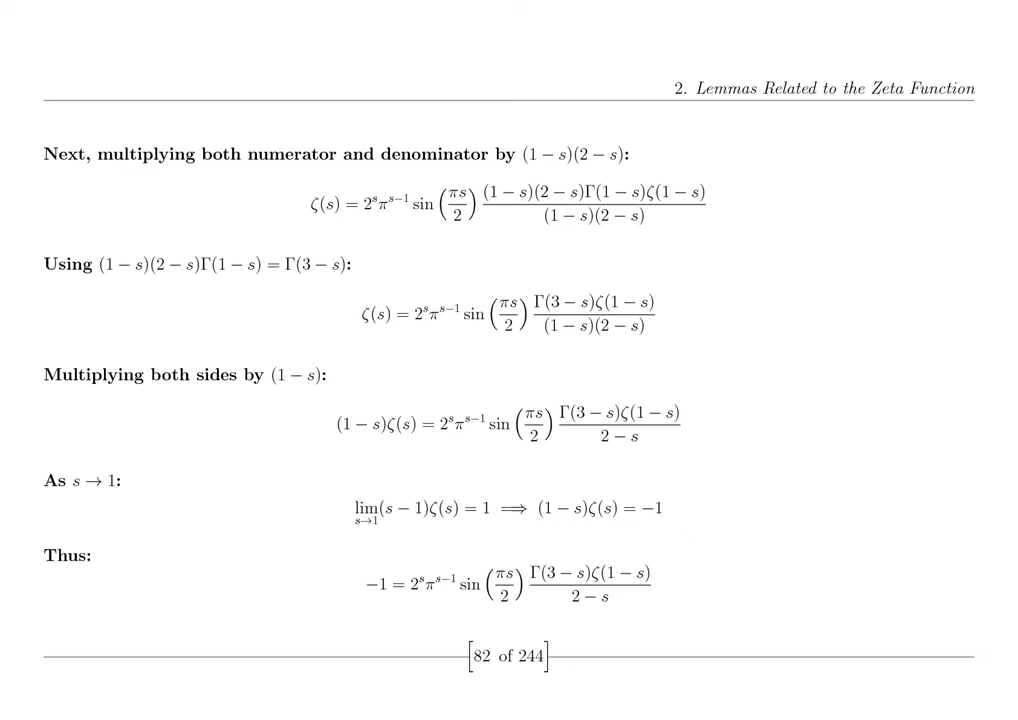 2. Lemmas Related to the Zeta Function
Next, multiplying both numerator and denominator by (1 − s)(2 − s):
ζ(s) = 2^s π^{s−1} sin(πs/2) (1 − s)(2 − s)Γ(1 − s)ζ(1 − s) / (1 − s)(2 − s)
Using (1 − s)(2 − s)Γ(1 − s) = Γ(3 − s):
ζ(s) = 2^s π^{s−1} sin(πs/2) Γ(3 − s)ζ(1 − s) / (1 − s)(2 − s)
Multiplying both sides by (1 − s):
(1 − s)ζ(s) = 2^s π^{s−1} sin(πs/2) Γ(3 − s)ζ(1 − s) / 2 − s
As s → 1:
lim_{s→1}(s − 1)ζ(s) = 1 ⟹ (1 − s)ζ(s) = −1
Thus:
−1 = 2^s π^{s−1} sin(πs/2) Γ(3 − s)ζ(1 − s) / 2 − s
[82 of 244]